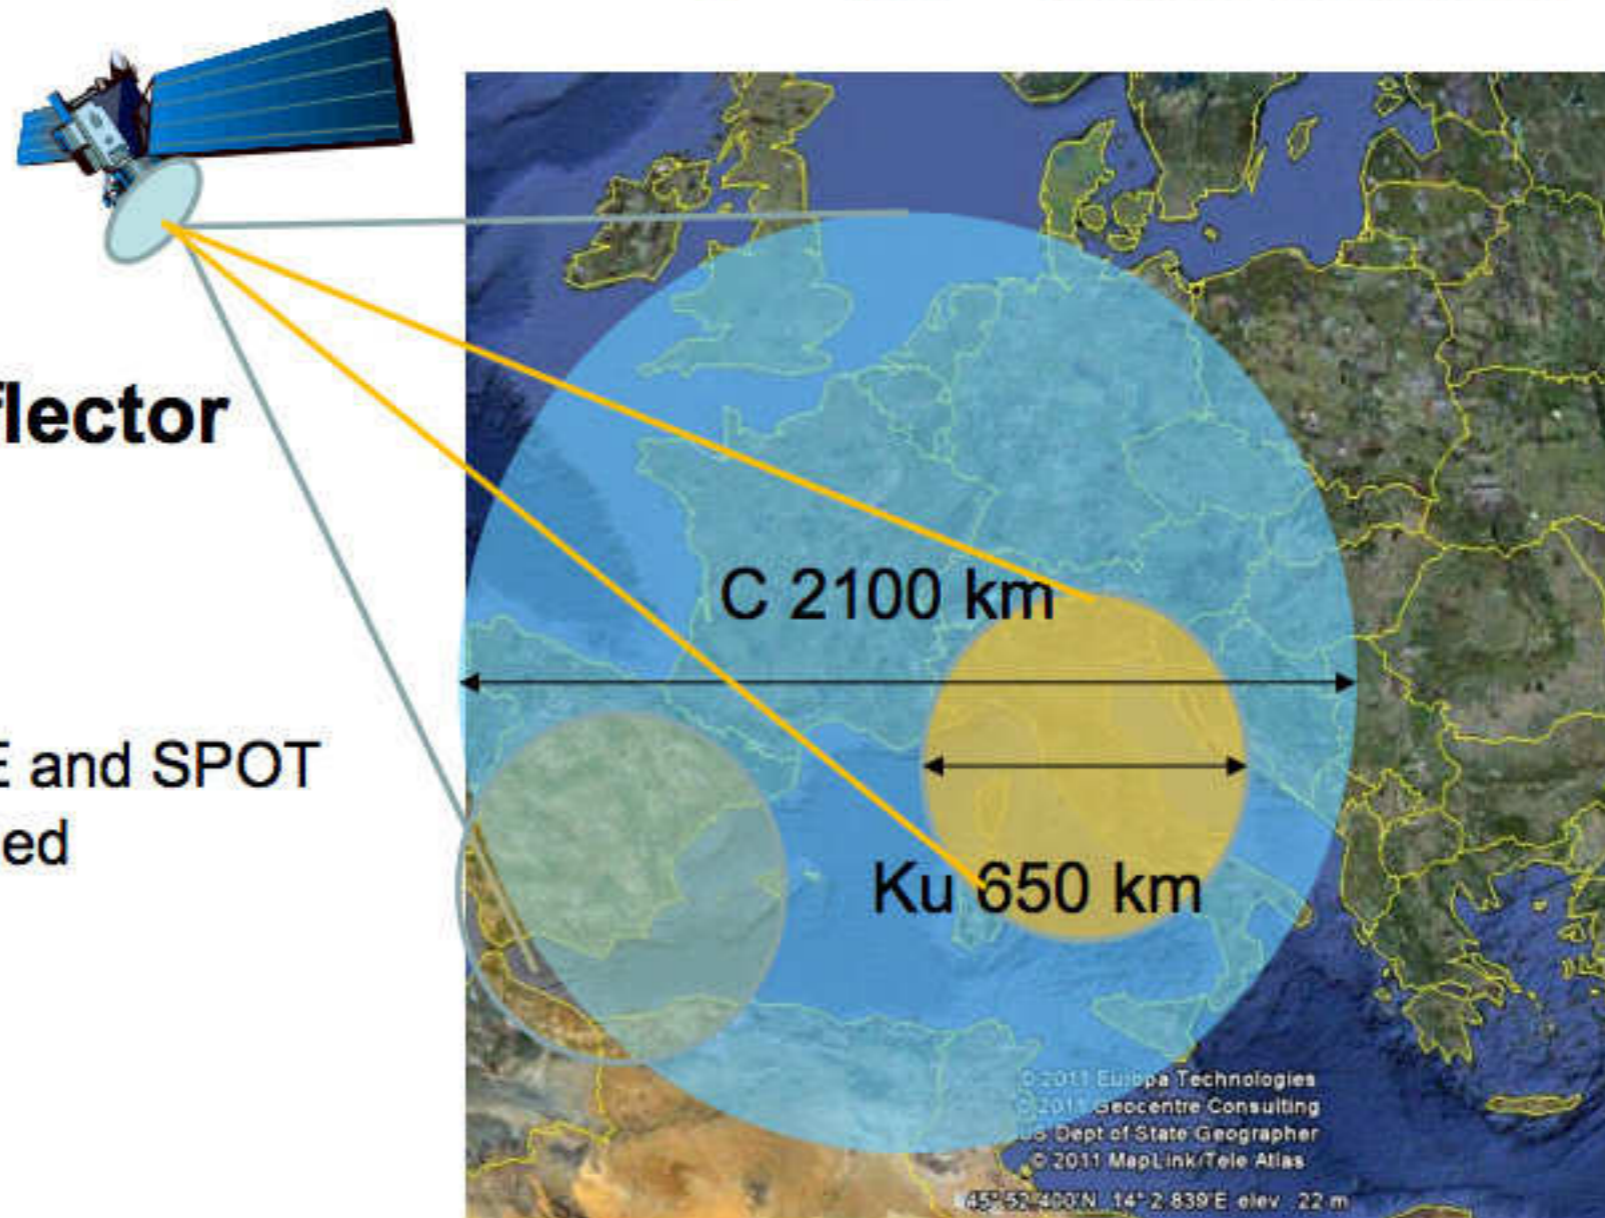 flector
C 2100 km
E and SPOT
ed
Ku 650 km
© 2011 Europa Technologies
© 2011 Geocentre Consulting
US Dept of State Geographer
© 2011 MapLink/Tele Atlas
45°52.400'N 14°2.839'E elev 22 m